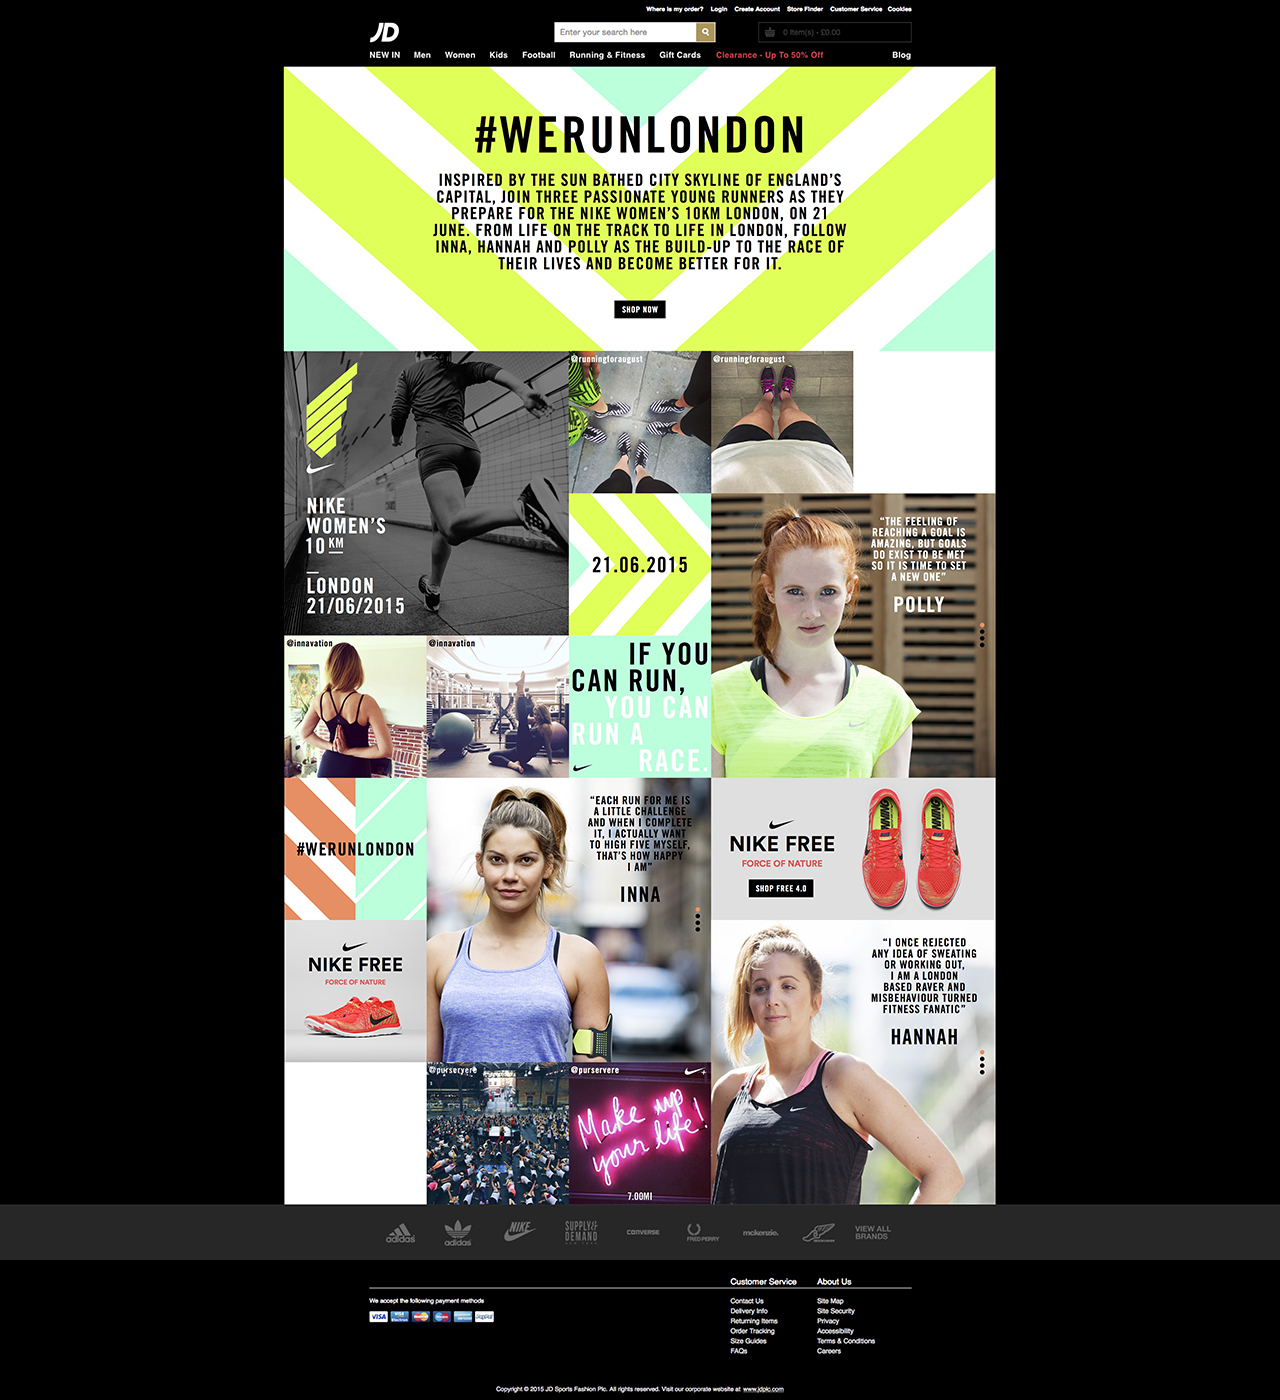 Where is my order? Login Create Account Store Finder Customer Service Cookies
JD
Enter your search here
0 Item(s) - £0.00
NEW IN Men Women Kids Football Running & Fitness Gift Cards Clearance - Up To 50% Off Blog
#WERUNLONDON
INSPIRED BY THE SUN BATHED CITY SKYLINE OF ENGLAND'S
CAPITAL, JOIN THREE PASSIONATE YOUNG RUNNERS AS THEY
PREPARE FOR THE NIKE WOMEN'S 10KM LONDON, ON 21
JUNE. FROM LIFE ON THE TRACK TO LIFE IN LONDON, FOLLOW
INNA, HANNAH AND POLLY AS THE BUILD-UP TO THE RACE OF
THEIR LIVES AND BECOME BETTER FOR IT.
SHOP NOW
@runningforaugust
@runningforaugust
NIKE
WOMEN'S
10 KM
LONDON
21/06/2015
21.06.2015
“THE FEELING OF
REACHING A GOAL IS
AMAZING, BUT GOALS
DO EXIST TO BE MET
SO IT IS TIME TO SET
A NEW ONE”
POLLY
@innavation
@innavation
IF YOU
CAN RUN,
YOU CAN
RUN A
RACE.
#WERUNLONDON
“EACH RUN FOR ME IS
A LITTLE CHALLENGE
AND WHEN I COMPLETE
IT, I ACTUALLY WANT
TO HIGH FIVE MYSELF,
THAT'S HOW HAPPY
I AM”
INNA
NIKE FREE
FORCE OF NATURE
SHOP FREE 4.0
NIKE FREE
FORCE OF NATURE
“I ONCE REJECTED
ANY IDEA OF SWEATING
OR WORKING OUT,
I AM A LONDON
BASED RAVER AND
MISBEHAVIOUR TURNED
FITNESS FANATIC”
HANNAH
@purservere
@purservere
Make up
your life!
7.00MI
adidas
adidas
NIKE
SUPPLY &
DEMAND
CONVERSE
FRED PERRY
mckenzie.
VIEW ALL
BRANDS
Customer Service
About Us
We accept the following payment methods
VISA
VISA
Electron
PayPal
Contact Us
Delivery Info
Returning Items
Order Tracking
Size Guides
FAQs
Site Map
Site Security
Privacy
Accessibility
Terms & Conditions
Careers
Copyright © 2015 JD Sports Fashion Plc. All rights reserved. Visit our corporate website at www.jdplc.com